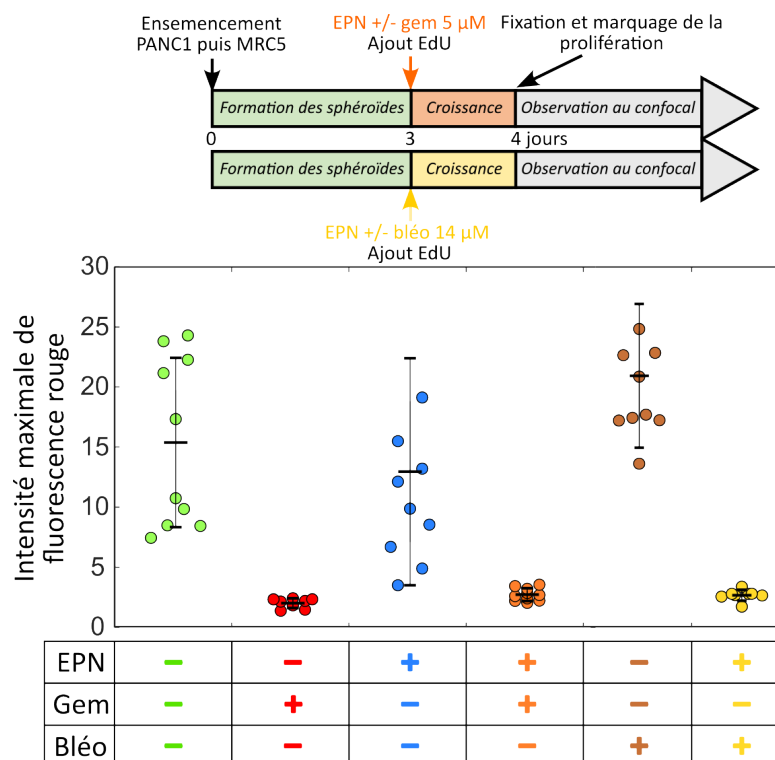 Ensemencement
PANC1 puis MRC5
EPN +/- gem 5 µM
Ajout EdU
Fixation et marquage de la
prolifération
Formation des sphéroïdes Croissance Observation au confocal
0 3 4 jours
Formation des sphéroïdes Croissance Observation au confocal
EPN +/- bléo 14 µM
Ajout EdU
Intensité maximale de
fluorescence rouge
30
25
20
15
10
5
0
EPN − − + + − +
Gem − + − + − −
Bléo − − − − + +